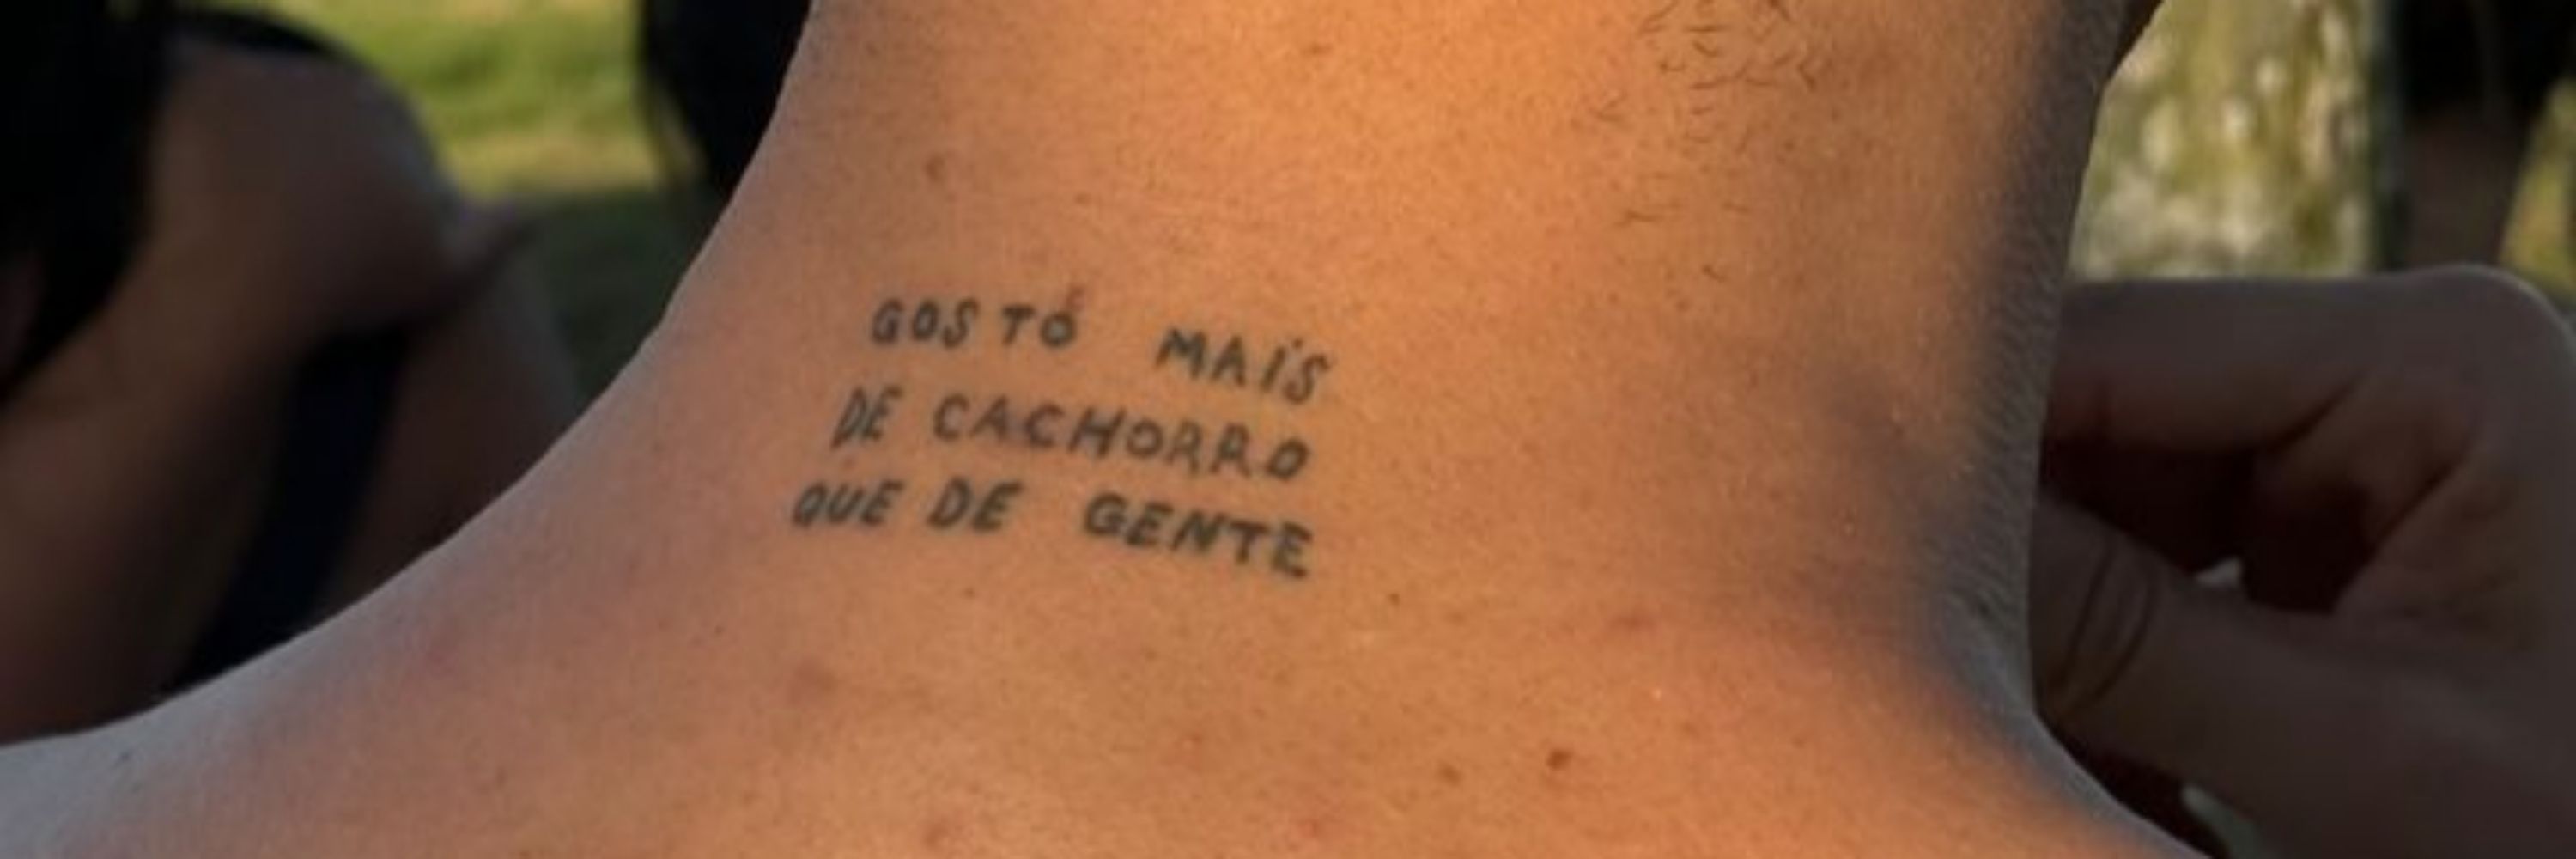 GOSTÓ MAÍS
DE CACHORRO
QUE DE GENTE